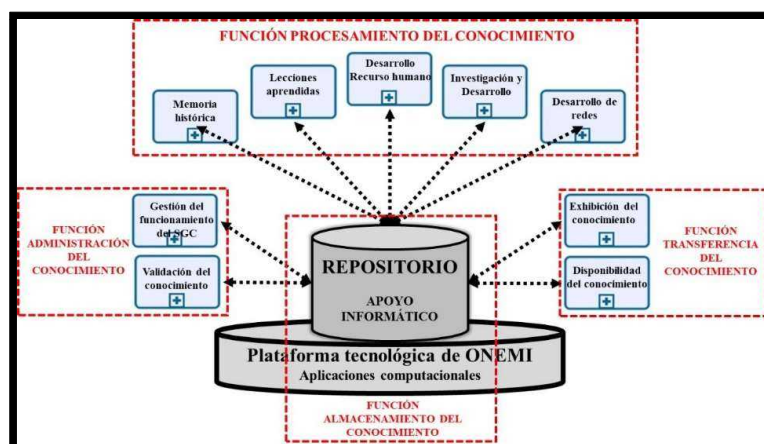 FUNCIÓN PROCESAMIENTO DEL CONOCIMIENTO
Memoria
histórica
Lecciones
aprendidas
Desarrollo
Recurso humano
Investigación y
Desarrollo
Desarrollo de
redes
FUNCIÓN
ADMINISTRACIÓN
DEL
CONOCIMIENTO
Gestión del
funcionamiento
del SGC
Validación del
conocimiento
REPOSITORIO
APOYO
INFORMÁTICO
Plataforma tecnológica de ONEMI
Aplicaciones computacionales
Exhibición del
conocimiento
Disponibilidad
del conocimiento
FUNCIÓN
TRANSFERENCIA
DEL
CONOCIMIENTO
FUNCIÓN
ALMACENAMIENTO DEL
CONOCIMIENTO